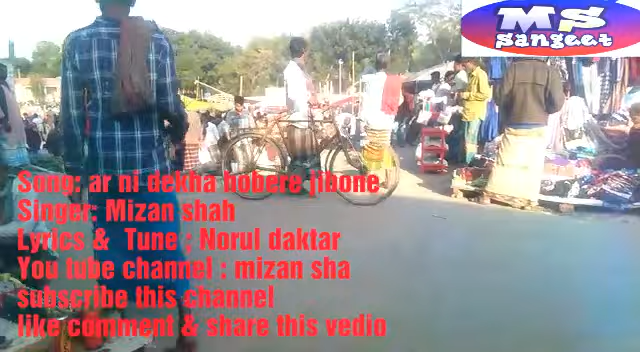 MS
Sangeet
Song: ar ni dekha hobere jibone
Singer: Mizan shah
Lyrics & Tune ; Norul daktar
You tube channel : mizan sha
subscribe this channel
like comment & share this vedio